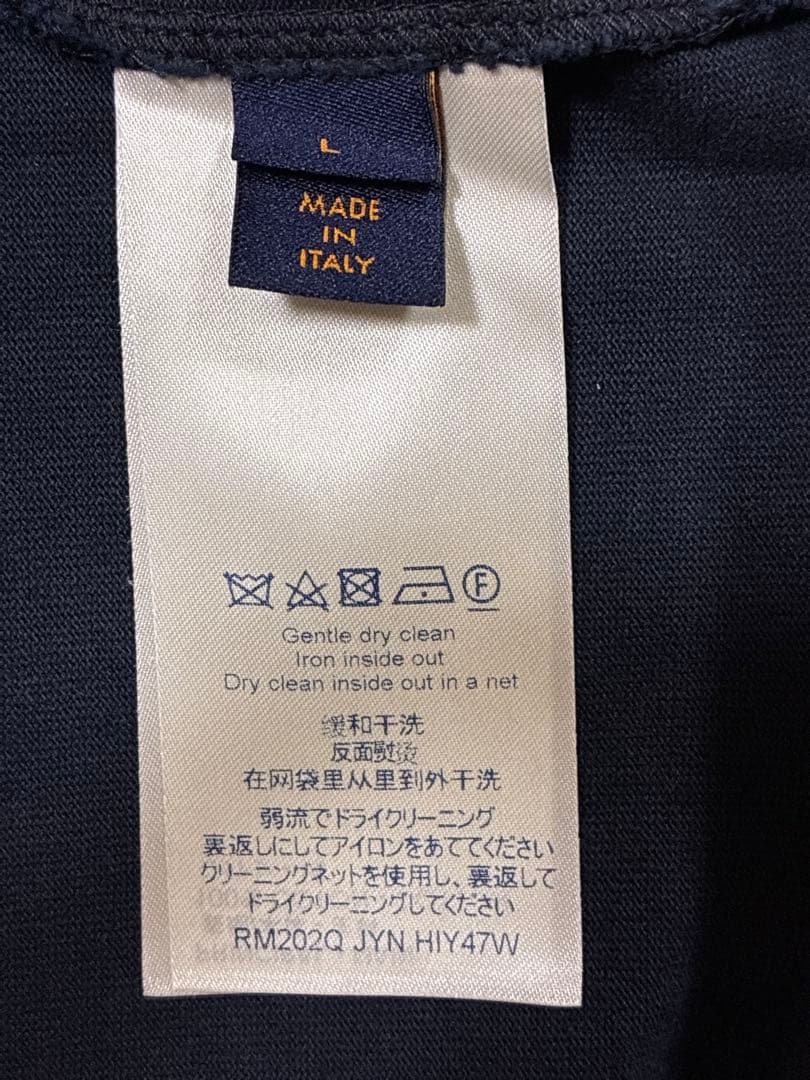 L
MADE
IN
ITALY
F
Gentle dry clean
Iron inside out
Dry clean inside out in a net
缓和干洗
反面熨烫
在网袋里从里到外干洗
弱流でドライクリーニング
裏返しにしてアイロンをあててください
クリーニングネットを使用し、裏返して
ドライクリーニングしてください
RM202Q JYN HIY47W